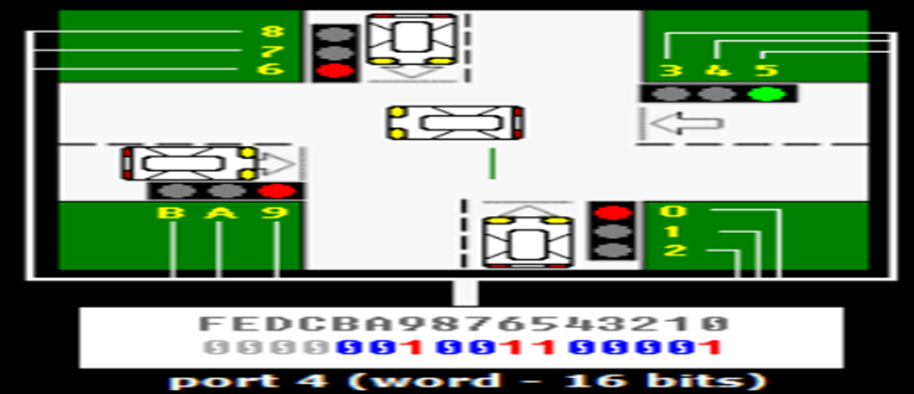 8
7
6
3 4 5
B A 9
0
1
2
FEDCBA9876543210
0000001001100001
port 4 (word - 16 bits)